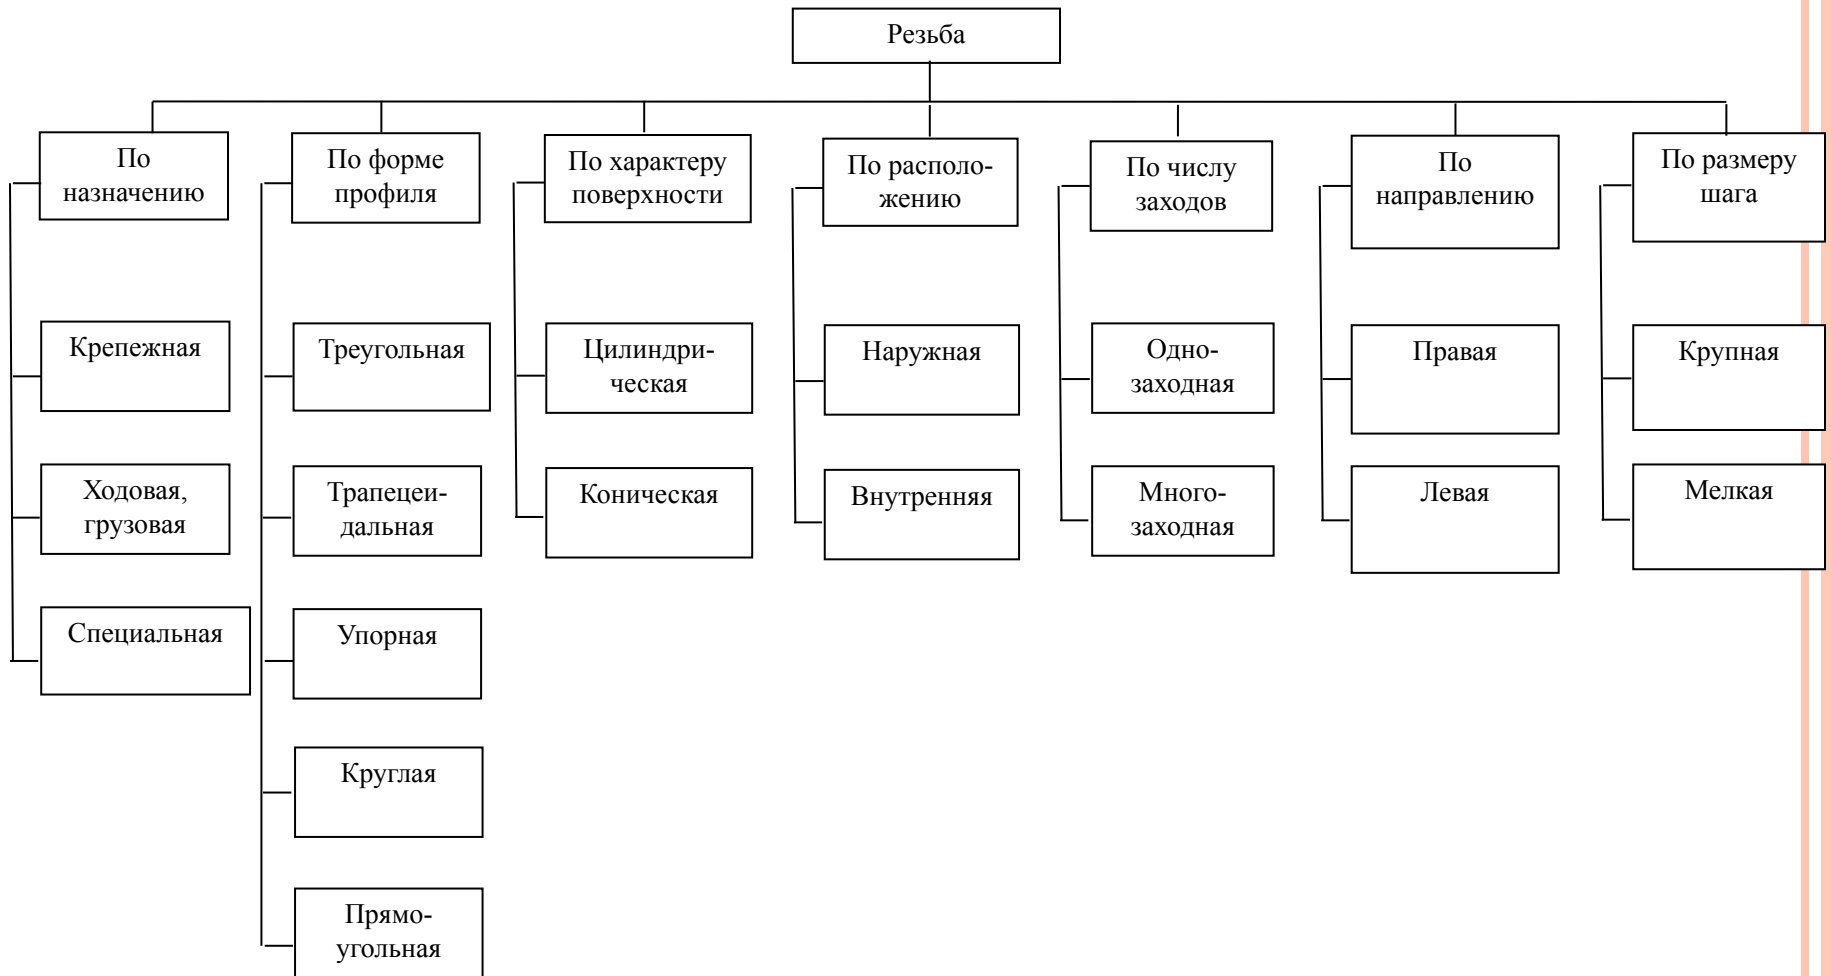 Резьба
По
назначению
Крепежная
Ходовая,
грузовая
Специальная
По форме
профиля
Треугольная
Трапецеи-
дальная
Упорная
Круглая
Прямо-
угольная
По характеру
поверхности
Цилиндри-
ческая
Коническая
По располо-
жению
Наружная
Внутренняя
По числу
заходов
Одно-
заходная
Много-
заходная
По
направлению
Правая
Левая
По размеру
шага
Крупная
Мелкая